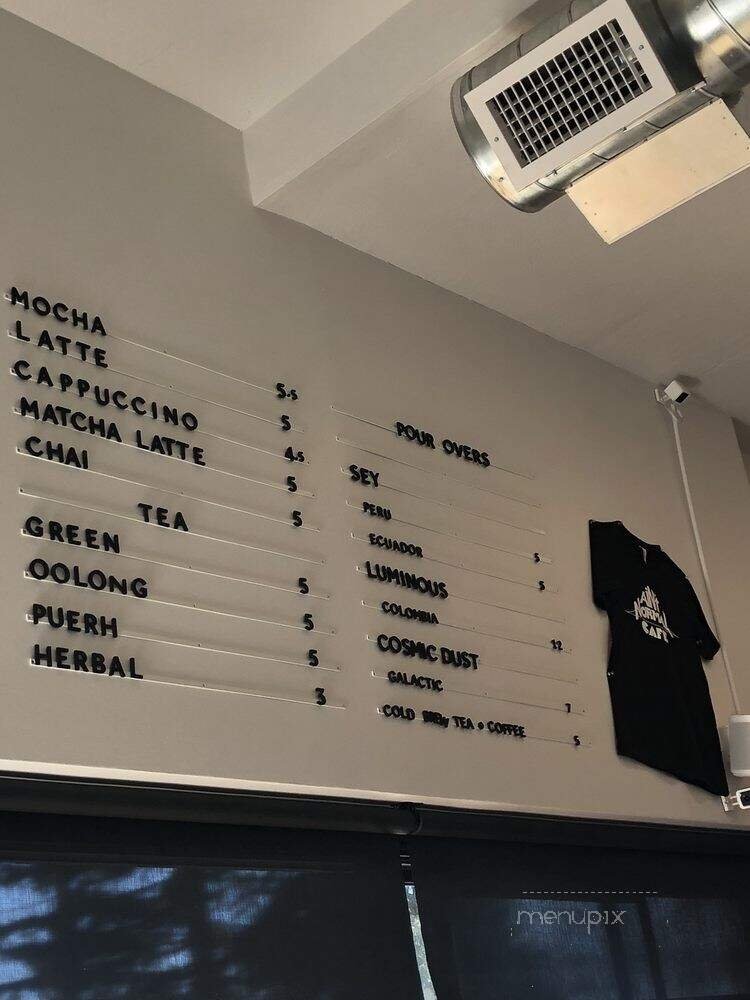 MOCHA 5.5
LATTE 5
CAPPUCCINO 4.5
MATCHA LATTE 5
CHAI 5
TEA
GREEN 5
OOLONG 5
PUERH 5
HERBAL 3
POUR OVERS
SEY
PERU 5
ECUADOR 5
LUMINOUS
COLOMBIA 12
COSMIC DUST
GALACTIC 7
COLD BREW TEA & COFFEE 5
AIN'T
NORMAL
CAFE
menupix